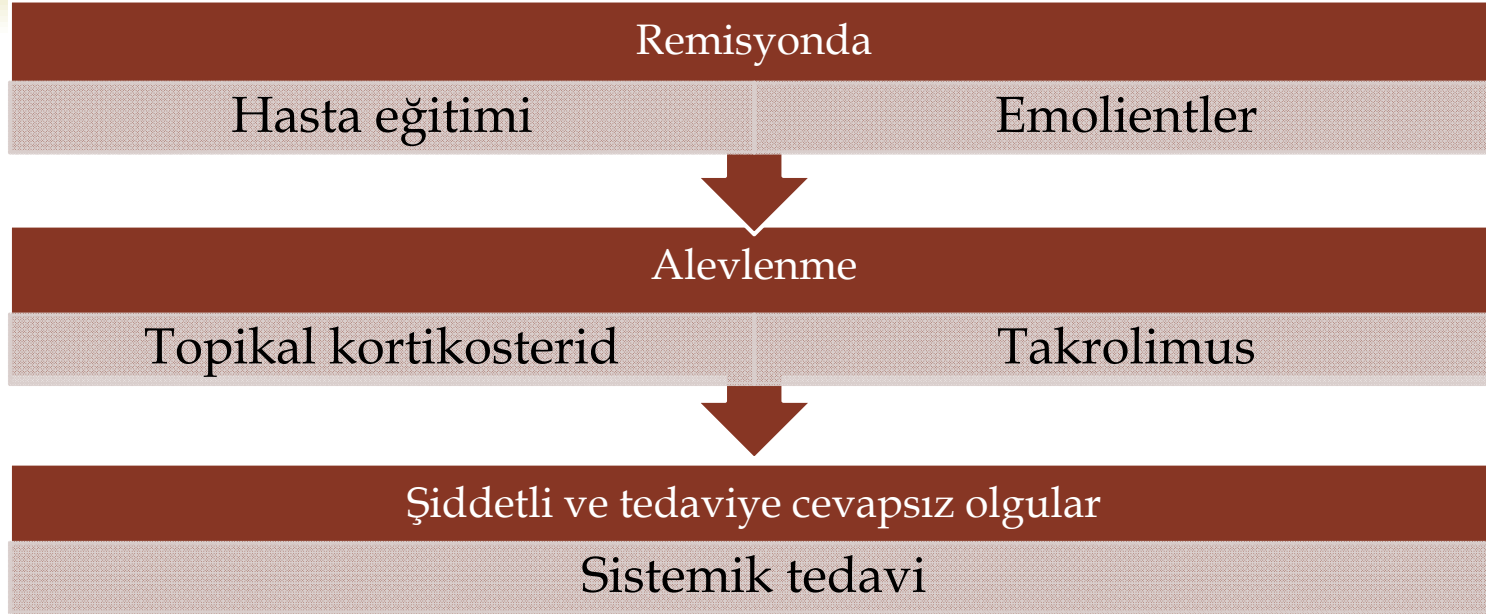 Remisyonda
Hasta eğitimi
Emolientler
Alevlenme
Topikal kortikosterid
Takrolimus
Şiddetli ve tedaviye cevapsız olgular
Sistemik tedavi